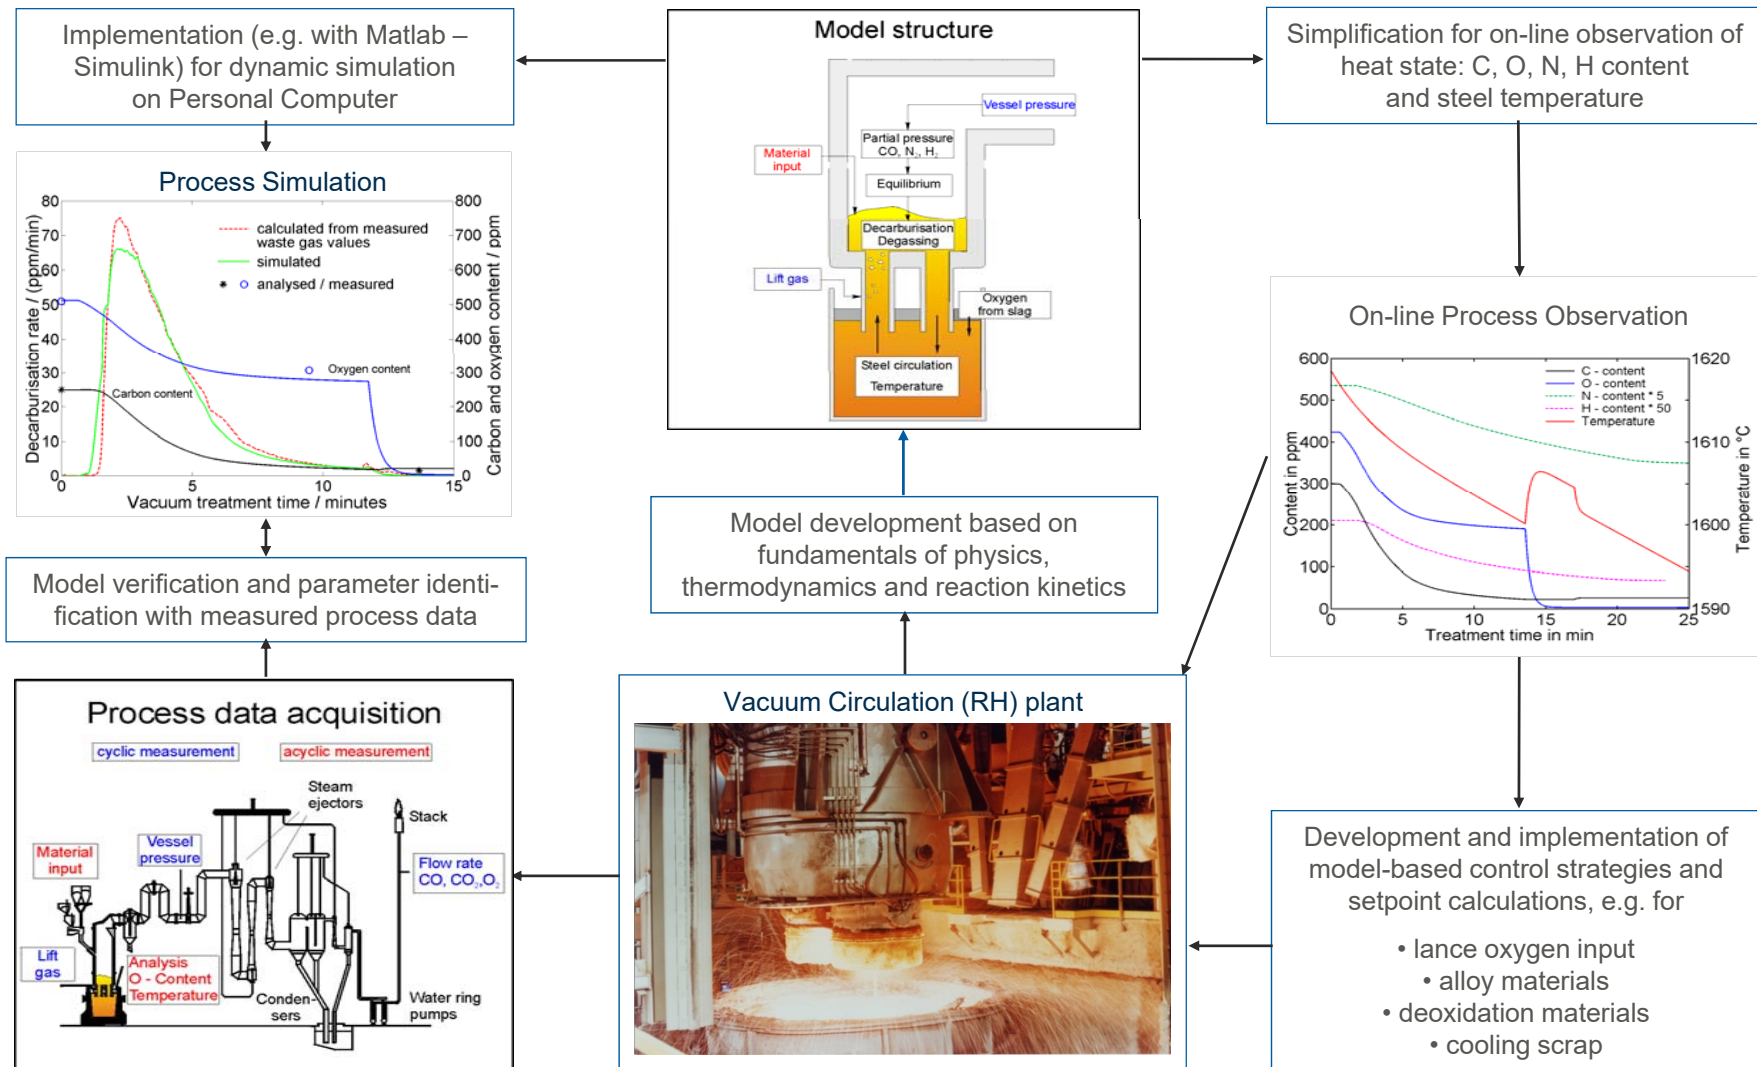 Implementation (e.g. with Matlab –
Simulink) for dynamic simulation
on Personal Computer
Model structure
Vessel pressure
Partial pressure
CO, N₂, H₂
Material
input
Equilibrium
Decarburisation
Degassing
Lift gas
Oxygen
from slag
Steel circulation
Temperature
Simplification for on-line observation of
heat state: C, O, N, H content
and steel temperature
Process Simulation
80
70
60
50
40
30
20
10
0
Decarburisation rate / (ppm/min)
calculated from measured
waste gas values
simulated
analysed / measured
Oxygen content
Carbon content
800
700
600
500
400
300
200
100
0
Carbon and oxygen content / ppm
0
5
10
15
Vacuum treatment time / minutes
On-line Process Observation
600
500
400
300
200
100
0
Content in ppm
C - content
O - content
N - content * 5
H - content * 50
Temperature
1620
1610
1600
1590
Temperature in °C
0
5
10
15
20
25
Treatment time in min
Model development based on
fundamentals of physics,
thermodynamics and reaction kinetics
Model verification and parameter identi-
fication with measured process data
Process data acquisition
cyclic measurement
acyclic measurement
Steam
ejectors
Stack
Vessel
pressure
Material
input
Flow rate
CO, CO₂,O₂
Lift
gas
Analysis
O - Content
Temperature
Conden-
sers
Water ring
pumps
Vacuum Circulation (RH) plant
Development and implementation of
model-based control strategies and
setpoint calculations, e.g. for
• lance oxygen input
• alloy materials
• deoxidation materials
• cooling scrap